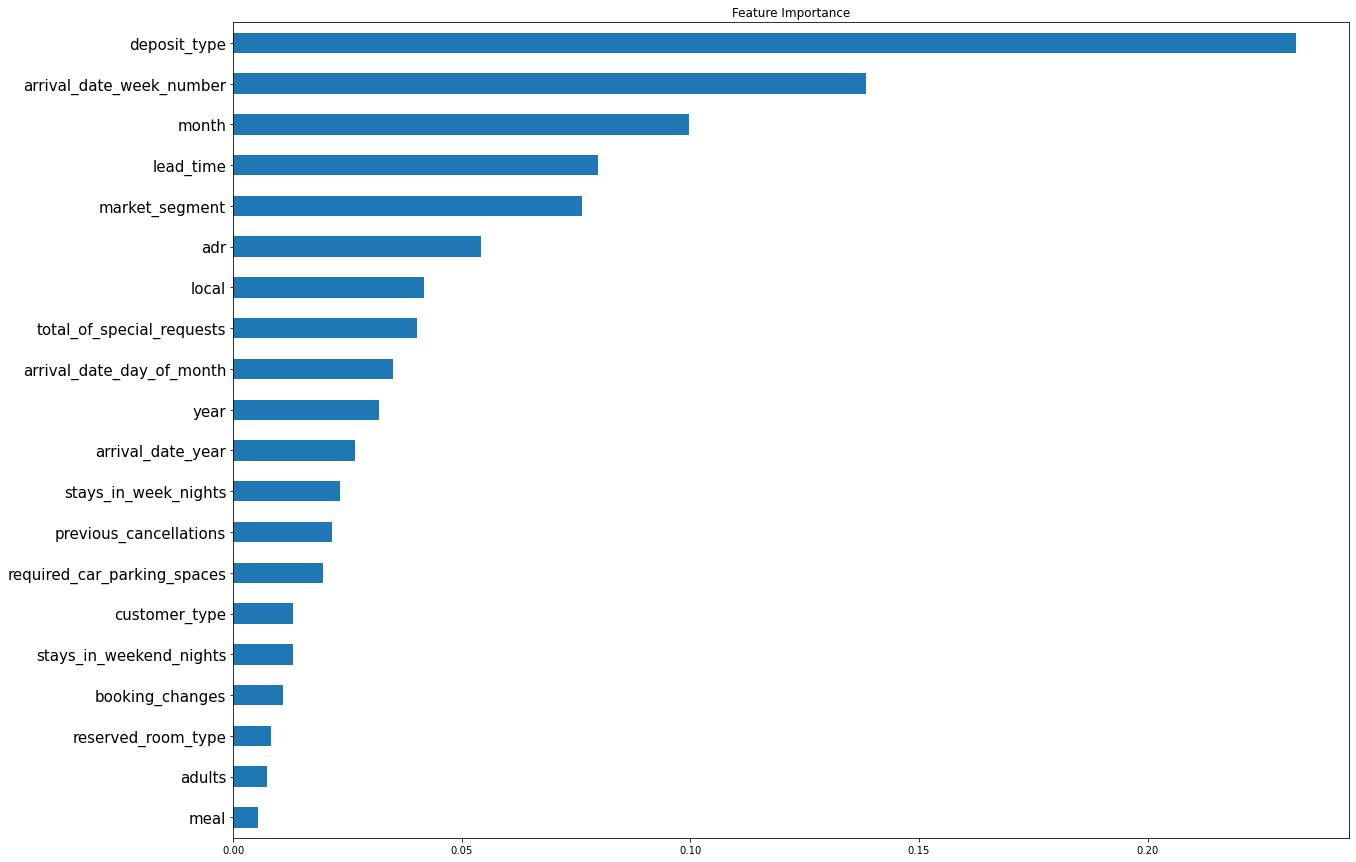 Feature Importance
deposit_type
arrival_date_week_number
month
lead_time
market_segment
adr
local
total_of_special_requests
arrival_date_day_of_month
year
arrival_date_year
stays_in_week_nights
previous_cancellations
required_car_parking_spaces
customer_type
stays_in_weekend_nights
booking_changes
reserved_room_type
adults
meal
0.00 0.05 0.10 0.15 0.20